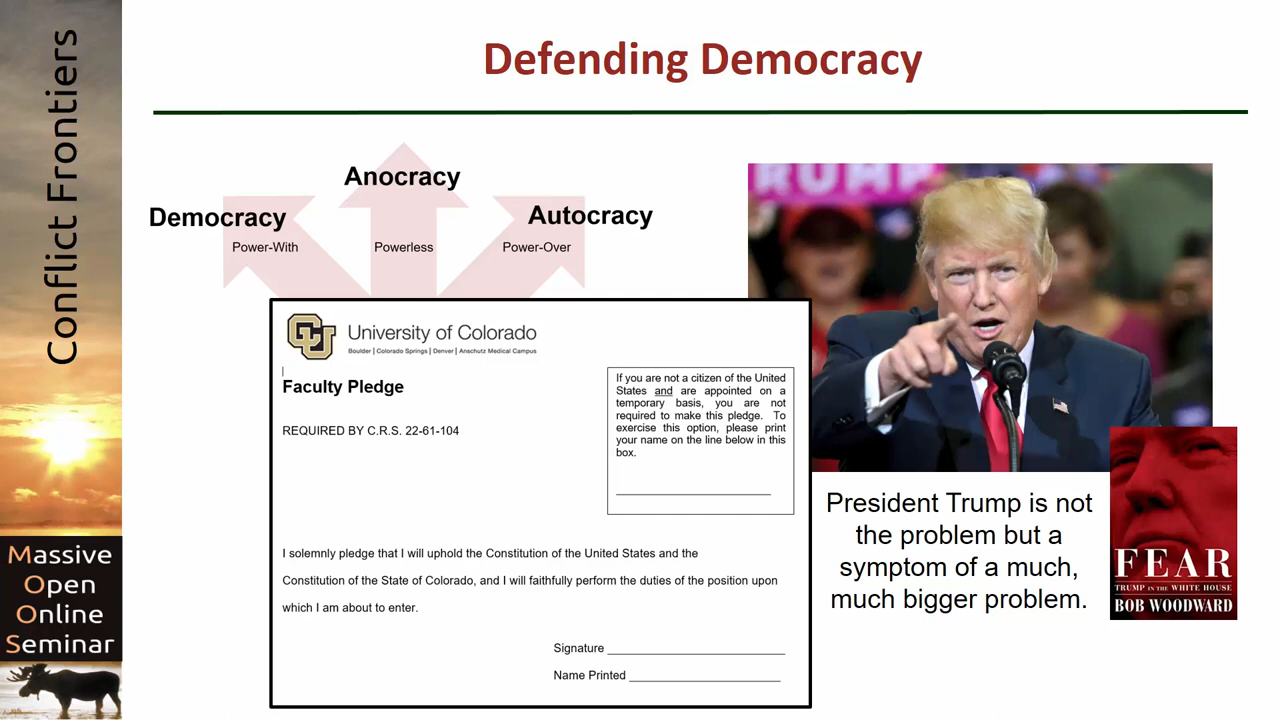 Conflict Frontiers
Massive
Open
Online
Seminar
Defending Democracy
Anocracy
Democracy
Autocracy
Power-With
Powerless
Power-Over
University of Colorado
Boulder | Colorado Springs | Denver | Anschutz Medical Campus
Faculty Pledge
REQUIRED BY C.R.S. 22-61-104
If you are not a citizen of the United
States and are appointed on a
temporary basis, you are not
required to make this pledge. To
exercise this option, please print
your name on the line below in this
box.
I solemnly pledge that I will uphold the Constitution of the United States and the
Constitution of the State of Colorado, and I will faithfully perform the duties of the position upon
which I am about to enter.
Signature
Name Printed
TRUMP
President Trump is not
the problem but a
symptom of a much,
much bigger problem.
FEAR
TRUMP IN THE WHITE HOUSE
BOB WOODWARD